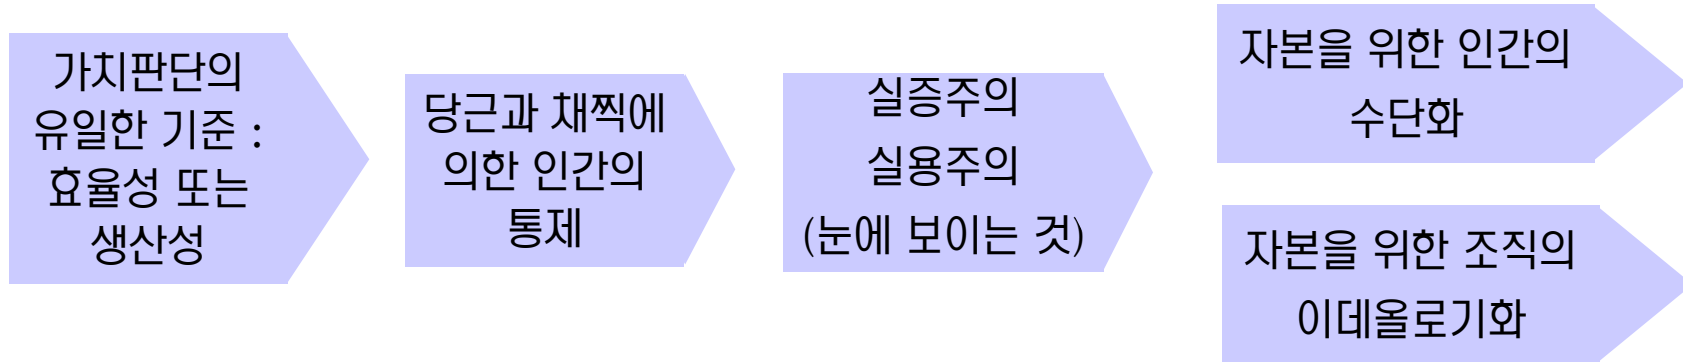 가치판단의
유일한 기준 :
효율성 또는
생산성
당근과 채찍에
의한 인간의
통제
실증주의
실용주의
(눈에 보이는 것)
자본을 위한 인간의
수단화
자본을 위한 조직의
이데올로기화